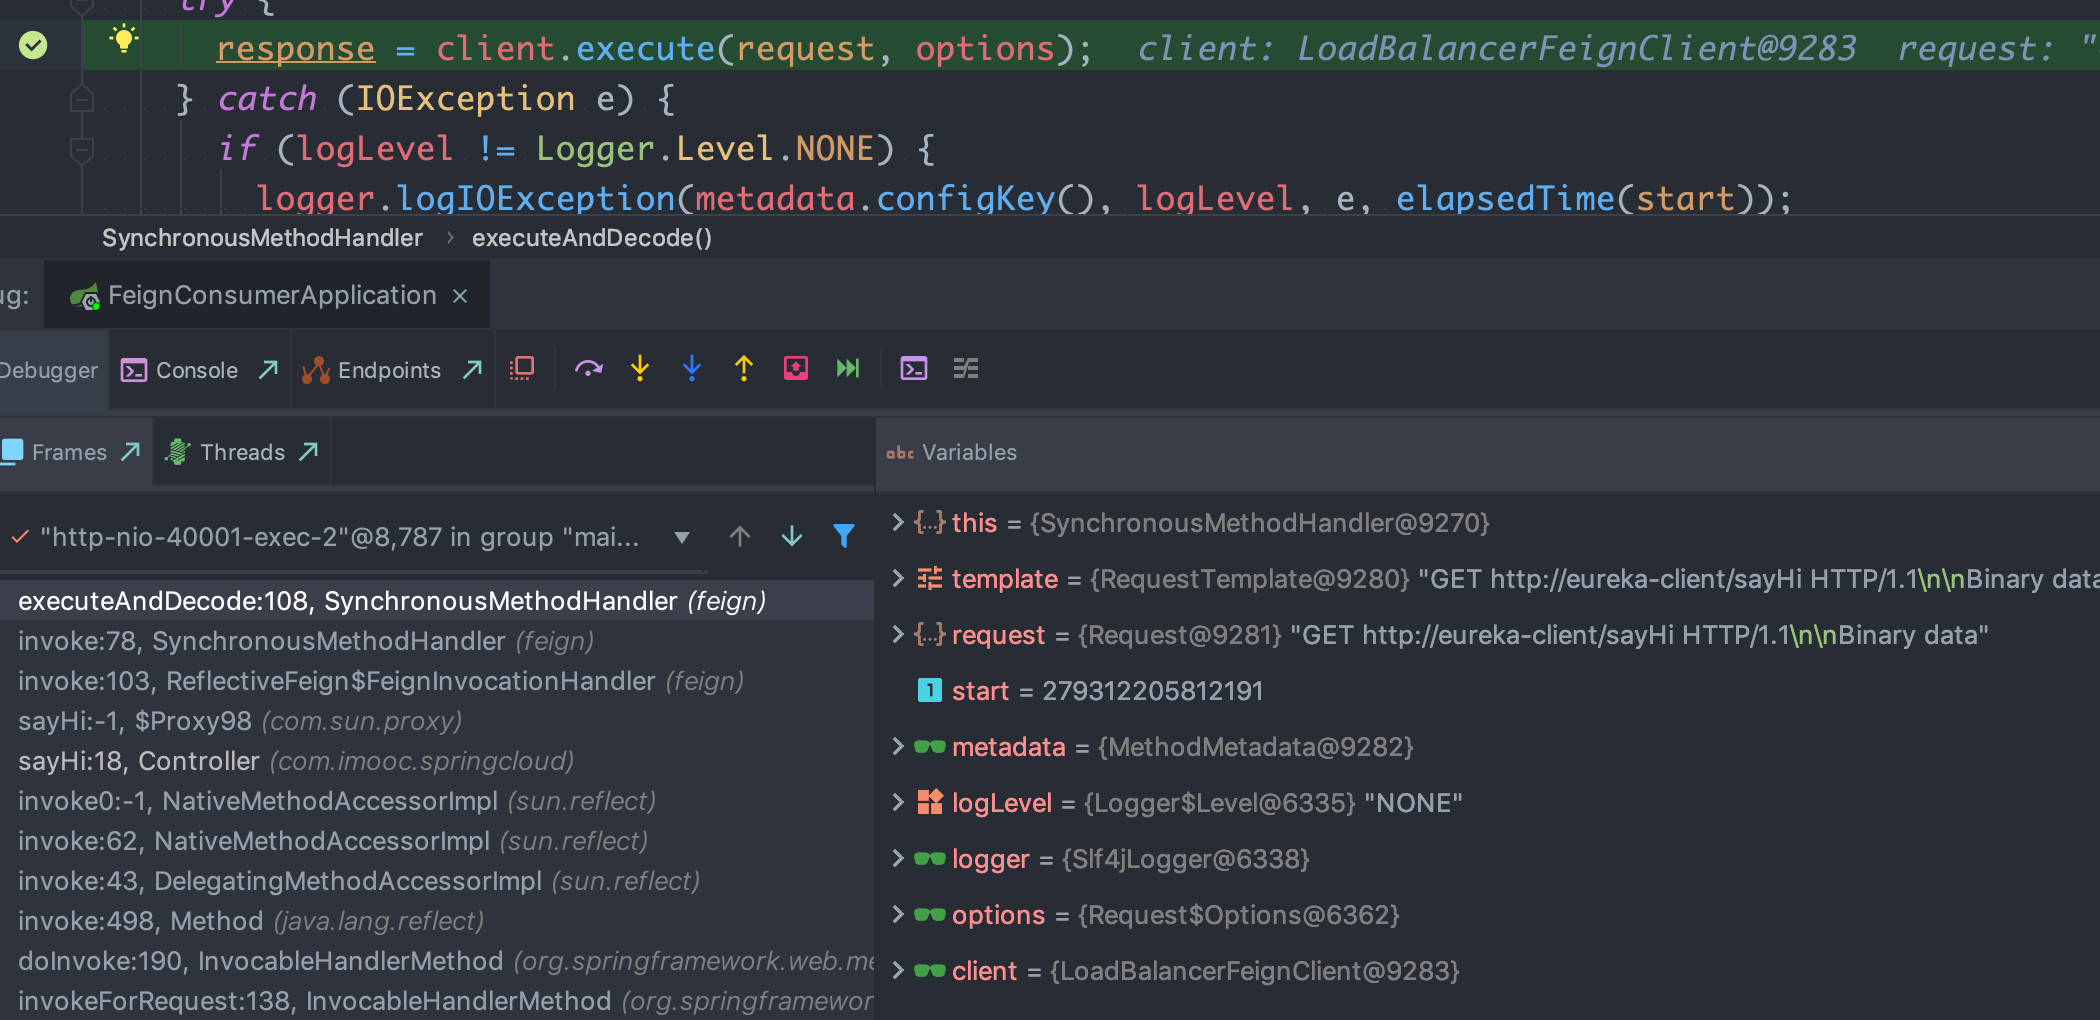 try {
response = client.execute(request, options);  client: LoadBalancerFeignClient@9283  request: "
} catch (IOException e) {
if (logLevel != Logger.Level.NONE) {
logger.logIOException(metadata.configKey(), logLevel, e, elapsedTime(start));
SynchronousMethodHandler › executeAndDecode()
ug: FeignConsumerApplication ×
Debugger Console Endpoints
Frames Threads
abc Variables
"http-nio-40001-exec-2"@8,787 in group "mai...
executeAndDecode:108, SynchronousMethodHandler (feign)
invoke:78, SynchronousMethodHandler (feign)
invoke:103, ReflectiveFeign$FeignInvocationHandler (feign)
sayHi:-1, $Proxy98 (com.sun.proxy)
sayHi:18, Controller (com.imooc.springcloud)
invoke0:-1, NativeMethodAccessorImpl (sun.reflect)
invoke:62, NativeMethodAccessorImpl (sun.reflect)
invoke:43, DelegatingMethodAccessorImpl (sun.reflect)
invoke:498, Method (java.lang.reflect)
doInvoke:190, InvocableHandlerMethod (org.springframework.web.me
invokeForRequest:138, InvocableHandlerMethod (org.springframewor
{...} this = {SynchronousMethodHandler@9270}
template = {RequestTemplate@9280} "GET http://eureka-client/sayHi HTTP/1.1\n\nBinary data
{...} request = {Request@9281} "GET http://eureka-client/sayHi HTTP/1.1\n\nBinary data"
1 start = 279312205812191
metadata = {MethodMetadata@9282}
logLevel = {Logger$Level@6335} "NONE"
logger = {Slf4jLogger@6338}
options = {Request$Options@6362}
client = {LoadBalancerFeignClient@9283}